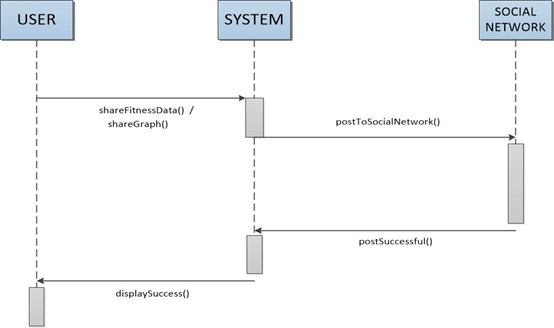 USER
SYSTEM
SOCIAL
NETWORK
shareFitnessData() /
shareGraph()
postToSocialNetwork()
postSuccessful()
displaySuccess()